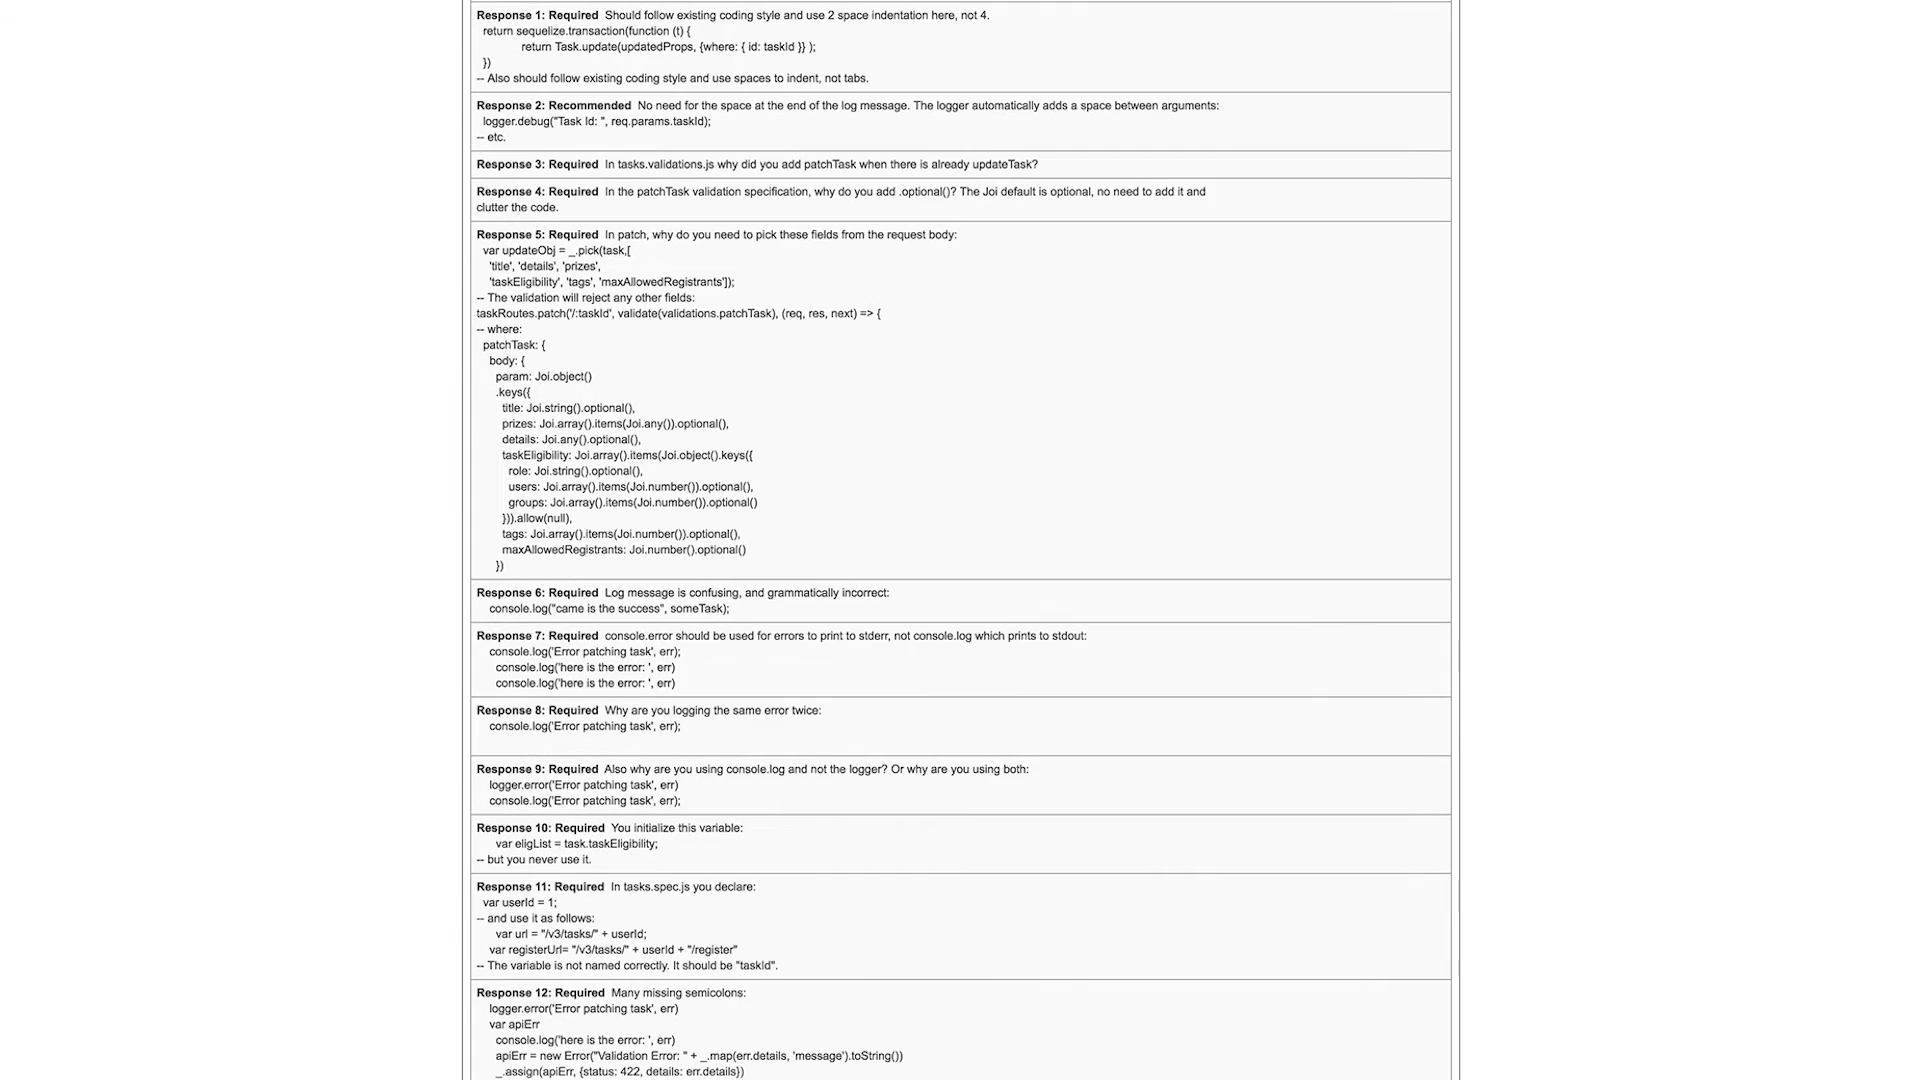 Response 1: Required Should follow existing coding style and use 2 space indentation here, not 4.
return sequelize.transaction(function (t) {
return Task.update(updatedProps, {where: { id: taskId }} );
})
-- Also should follow existing coding style and use spaces to indent, not tabs.
Response 2: Recommended No need for the space at the end of the log message. The logger automatically adds a space between arguments:
logger.debug("Task Id: ", req.params.taskId);
-- etc.
Response 3: Required In tasks.validations.js why did you add patchTask when there is already updateTask?
Response 4: Required In the patchTask validation specification, why do you add .optional()? The Joi default is optional, no need to add it and
clutter the code.
Response 5: Required In patch, why do you need to pick these fields from the request body:
var updateObj = _.pick(task,[
'title', 'details', 'prizes',
'taskEligibility', 'tags', 'maxAllowedRegistrants']);
-- The validation will reject any other fields:
taskRoutes.patch('/:taskId', validate(validations.patchTask), (req, res, next) => {
-- where:
patchTask: {
body: {
param: Joi.object()
.keys({
title: Joi.string().optional(),
prizes: Joi.array().items(Joi.any()).optional(),
details: Joi.any().optional(),
taskEligibility: Joi.array().items(Joi.object().keys({
role: Joi.string().optional(),
users: Joi.array().items(Joi.number()).optional(),
groups: Joi.array().items(Joi.number()).optional()
})).allow(null),
tags: Joi.array().items(Joi.number()).optional(),
maxAllowedRegistrants: Joi.number().optional()
})
Response 6: Required Log message is confusing, and grammatically incorrect:
console.log("came is the success", someTask);
Response 7: Required console.error should be used for errors to print to stderr, not console.log which prints to stdout:
console.log('Error patching task', err);
console.log('here is the error: ', err)
console.log('here is the error: ', err)
Response 8: Required Why are you logging the same error twice:
console.log('Error patching task', err);
Response 9: Required Also why are you using console.log and not the logger? Or why are you using both:
logger.error('Error patching task', err)
console.log('Error patching task', err);
Response 10: Required You initialize this variable:
var eligList = task.taskEligibility;
-- but you never use it.
Response 11: Required In tasks.spec.js you declare:
var userId = 1;
-- and use it as follows:
var url = "/v3/tasks/" + userId;
var registerUrl= "/v3/tasks/" + userId + "/register"
-- The variable is not named correctly. It should be "taskId".
Response 12: Required Many missing semicolons:
logger.error('Error patching task', err)
var apiErr
console.log('here is the error: ', err)
apiErr = new Error("Validation Error: " + _.map(err.details, 'message').toString())
_.assign(apiErr, {status: 422, details: err.details})